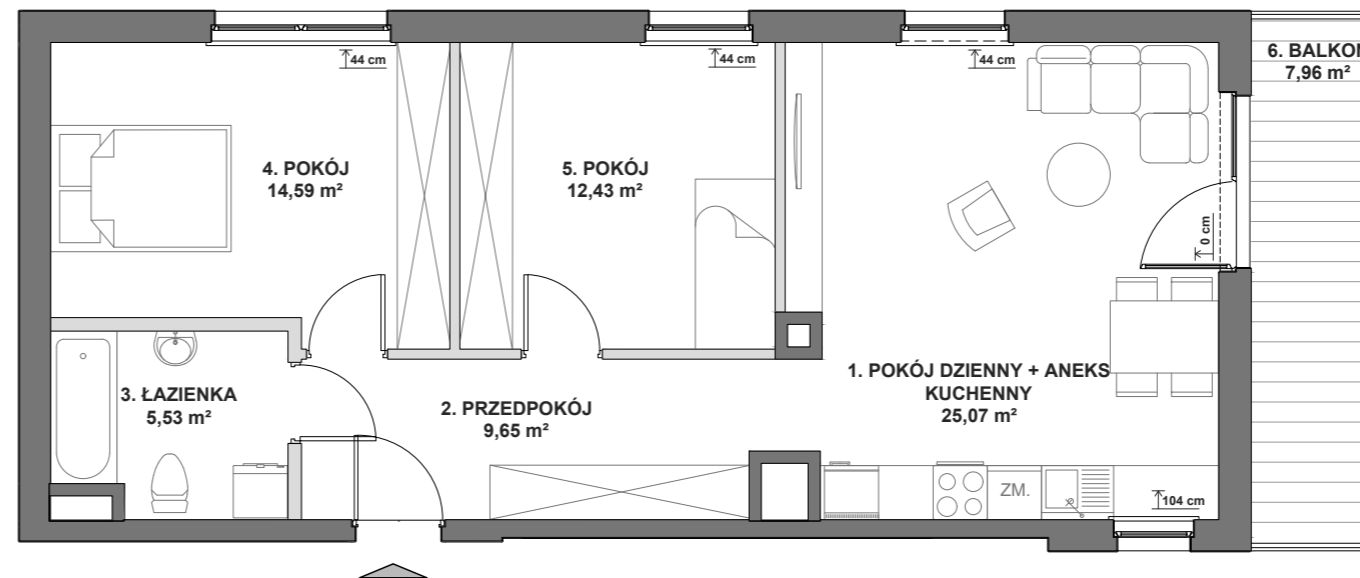 44 cm
44 cm
44 cm
6. BALKON
7,96 m²
4. POKÓJ
14,59 m²
5. POKÓJ
12,43 m²
0 cm
1. POKÓJ DZIENNY + ANEKS
KUCHENNY
25,07 m²
3. ŁAZIENKA
5,53 m²
2. PRZEDPOKÓJ
9,65 m²
ZM.
104 cm